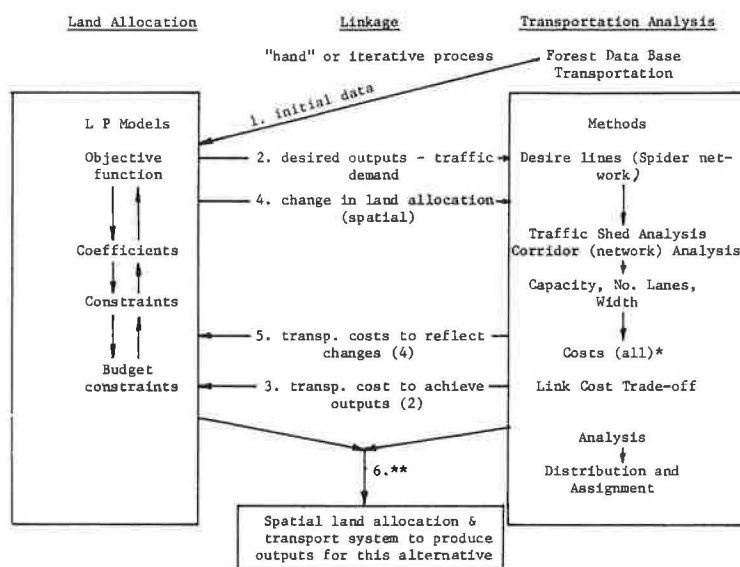 Land Allocation
Linkage
Transportation Analysis
"hand" or iterative process
Forest Data Base
Transportation
1. initial data
L P Models
Objective
function
Coefficients
Constraints
Budget
constraints
2. desired outputs - traffic
demand
4. change in land allocation
(spatial)
5. transp. costs to reflect
changes (4)
3. transp. cost to achieve
outputs (2)
Methods
Desire lines (Spider net-
work)
Traffic Shed Analysis
Corridor (network) Analysis
Capacity, No. Lanes,
Width
Costs (all)*
Link Cost Trade-off
Analysis
Distribution and
Assignment
6.**
Spatial land allocation &
transport system to produce
outputs for this alternative